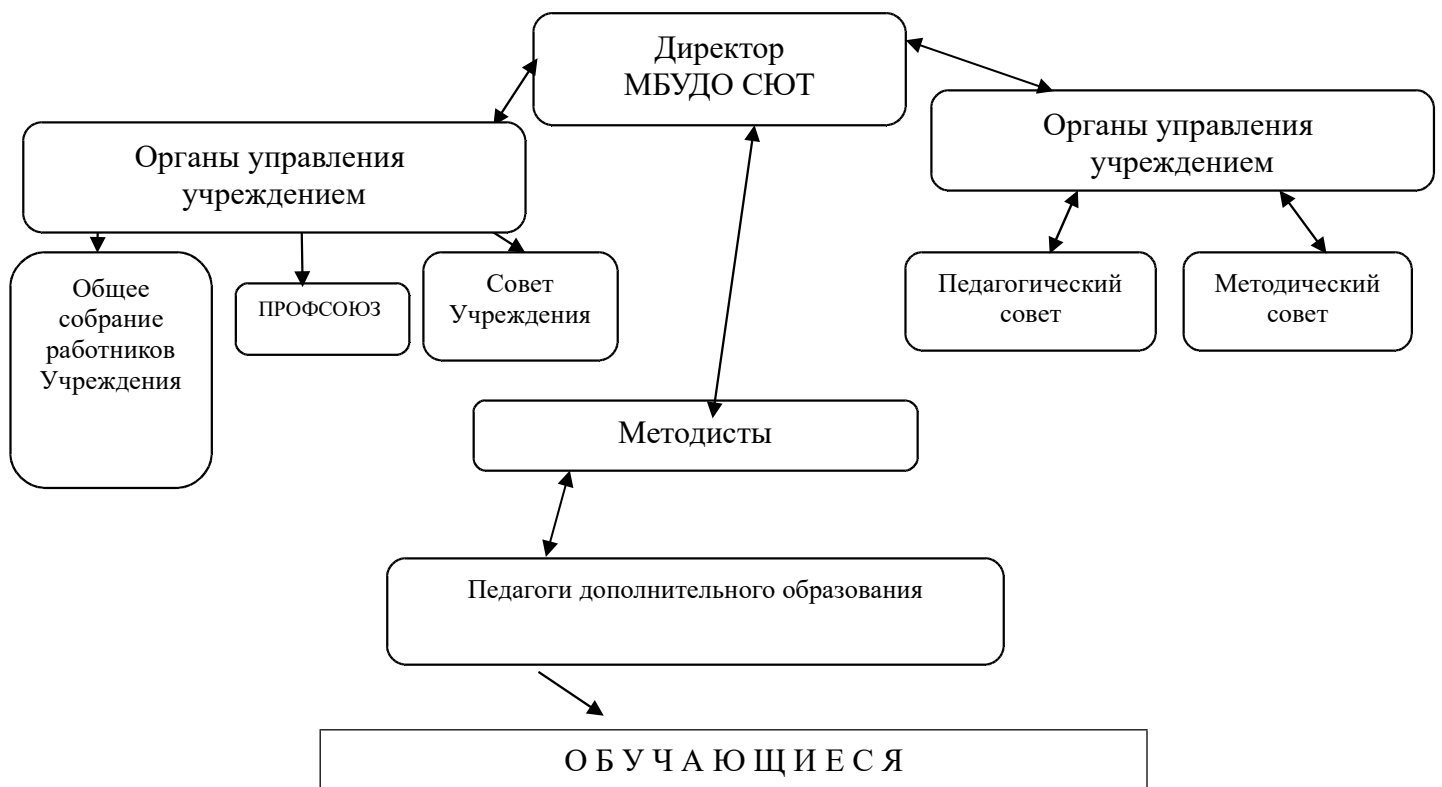 Директор
МБУДО СЮТ
Органы управления
учреждением
Органы управления
учреждением
Общее
собрание
работников
Учреждения
ПРОФСОЮЗ
Совет
Учреждения
Педагогический
совет
Методический
совет
Методисты
Педагоги дополнительного образования
О Б У Ч А Ю Щ И Е С Я